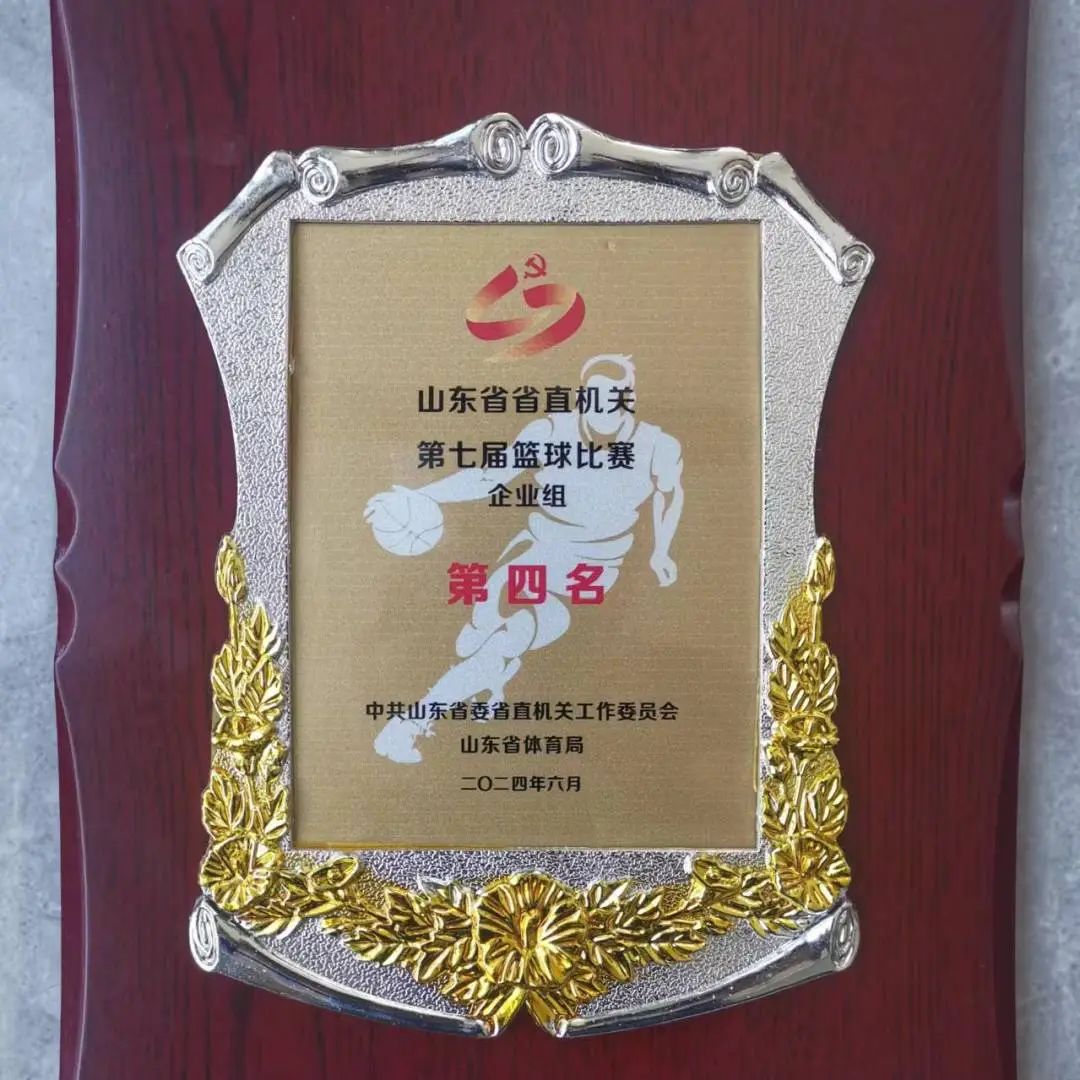 山东省省直机关
第七届篮球比赛
企业组
第四名
中共山东省委省直机关工作委员会
山东省体育局
二〇二四年六月